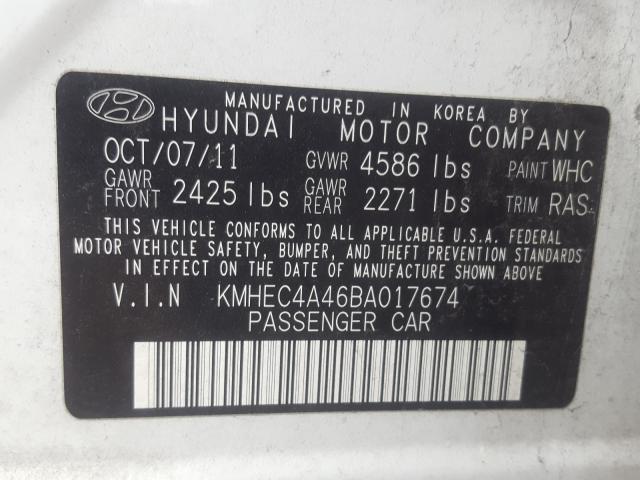 MANUFACTURED IN KOREA BY
HYUNDAI MOTOR COMPANY
OCT/07/11 GVWR 4586 lbs PAINT WHC
GAWR FRONT 2425 lbs GAWR REAR 2271 lbs TRIM RAS
THIS VEHICLE CONFORMS TO ALL APPLICABLE U.S.A. FEDERAL
MOTOR VEHICLE SAFETY, BUMPER, AND THEFT PREVENTION STANDARDS
IN EFFECT ON THE DATE OF MANUFACTURE SHOWN ABOVE.
V.I.N KMHEC4A46BA017674
PASSENGER CAR